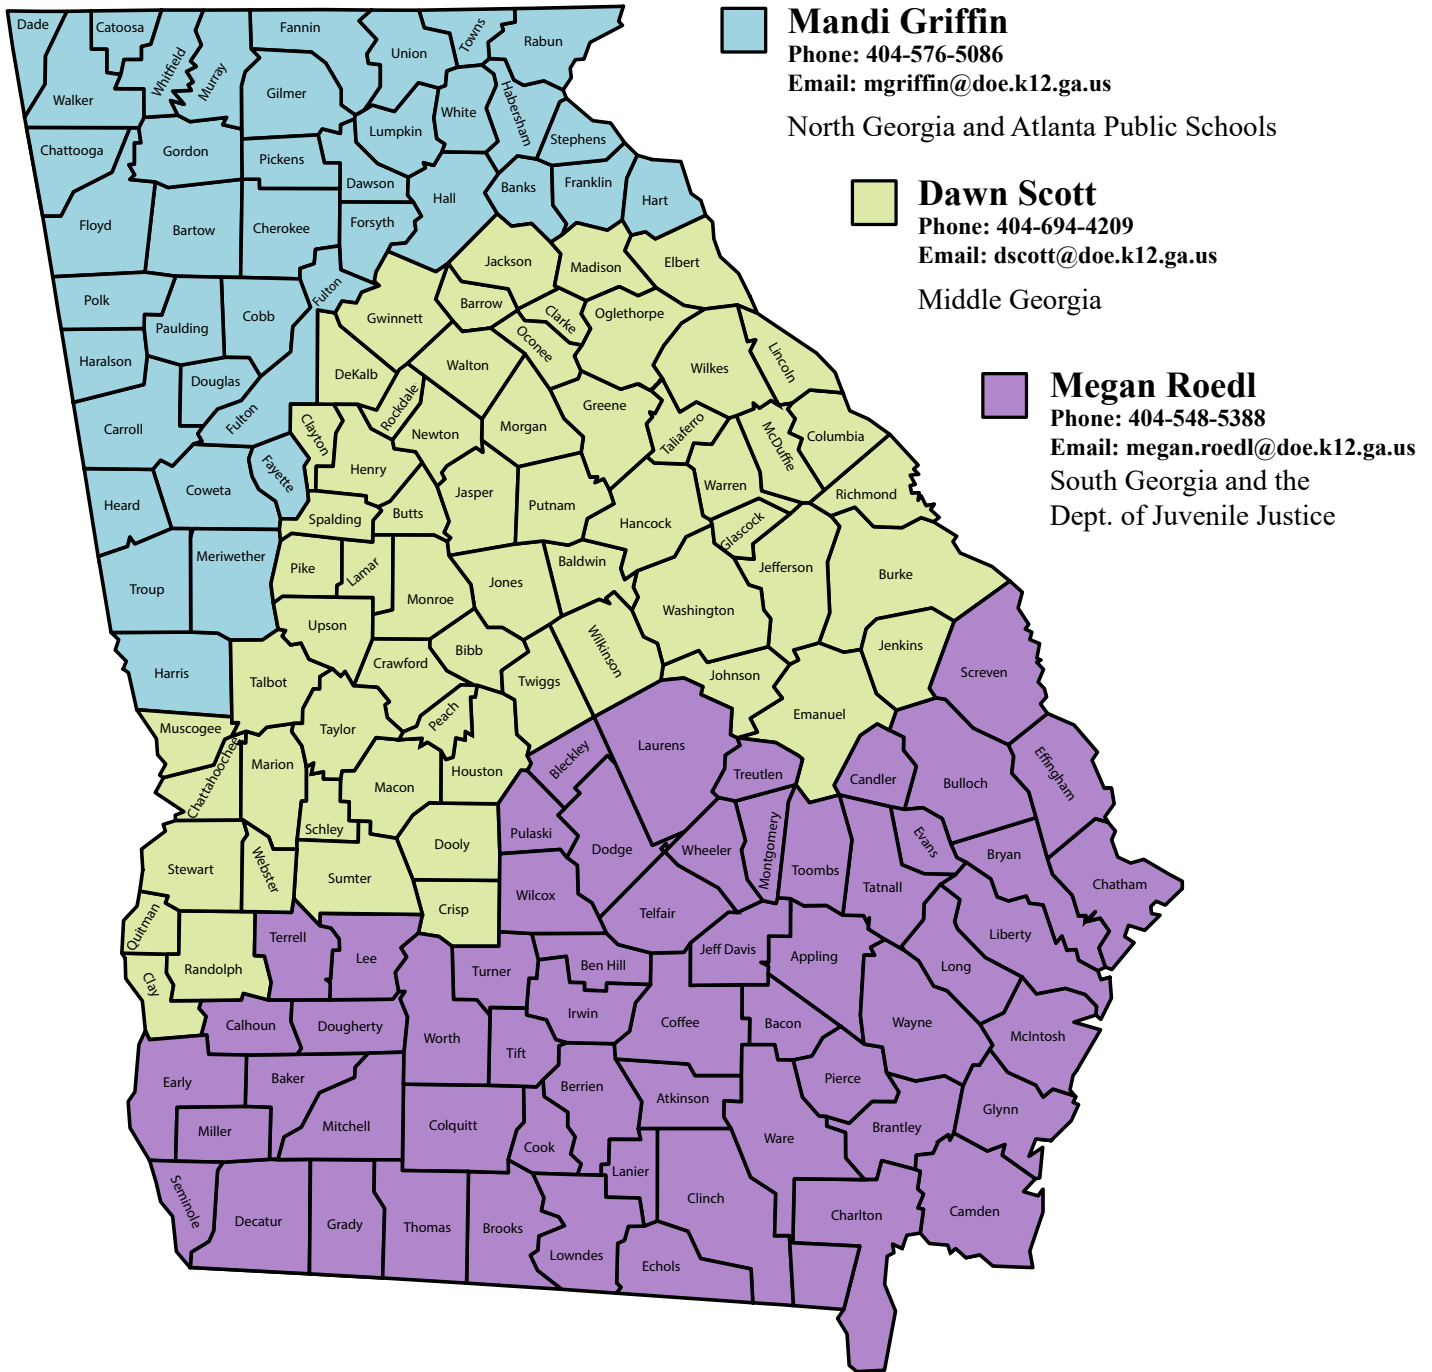 Mandi Griffin
Phone: 404-576-5086
Email: mgriffin@doe.k12.ga.us
North Georgia and Atlanta Public Schools
Dawn Scott
Phone: 404-694-4209
Email: dscott@doe.k12.ga.us
Middle Georgia
Megan Roedl
Phone: 404-548-5388
Email: megan.roedl@doe.k12.ga.us
South Georgia and the
Dept. of Juvenile Justice
Dade
Catoosa
Whitfield
Murray
Fannin
Union
Towns
Rabun
Walker
Gilmer
Lumpkin
White
Habersham
Stephens
Chattooga
Gordon
Pickens
Dawson
Hall
Banks
Franklin
Hart
Floyd
Bartow
Cherokee
Forsyth
Jackson
Madison
Elbert
Polk
Paulding
Cobb
Fulton
Gwinnett
Barrow
Clarke
Oconee
Oglethorpe
Haralson
Douglas
Fulton
DeKalb
Rockdale
Walton
Wilkes
Lincoln
Carroll
Clayton
Newton
Morgan
Greene
Taliaferro
McDuffie
Columbia
Heard
Coweta
Fayette
Henry
Jasper
Putnam
Warren
Richmond
Spalding
Butts
Hancock
Glascock
Troup
Meriwether
Pike
Lamar
Monroe
Jones
Baldwin
Jefferson
Burke
Upson
Washington
Harris
Talbot
Crawford
Bibb
Twiggs
Wilkinson
Johnson
Jenkins
Screven
Muscogee
Chattahoochee
Marion
Taylor
Peach
Houston
Emanuel
Bleckley
Laurens
Treutlen
Candler
Bulloch
Effingham
Macon
Schley
Dooly
Pulaski
Dodge
Wheeler
Montgomery
Toombs
Tatnall
Evans
Bryan
Chatham
Stewart
Webster
Sumter
Crisp
Wilcox
Telfair
Quitman
Randolph
Terrell
Lee
Turner
Ben Hill
Jeff Davis
Appling
Long
Liberty
Clay
Calhoun
Dougherty
Worth
Tift
Irwin
Coffee
Bacon
Wayne
McIntosh
Early
Baker
Miller
Mitchell
Colquitt
Cook
Berrien
Atkinson
Pierce
Ware
Brantley
Glynn
Seminole
Decatur
Grady
Thomas
Brooks
Lowndes
Lanier
Clinch
Echols
Charlton
Camden